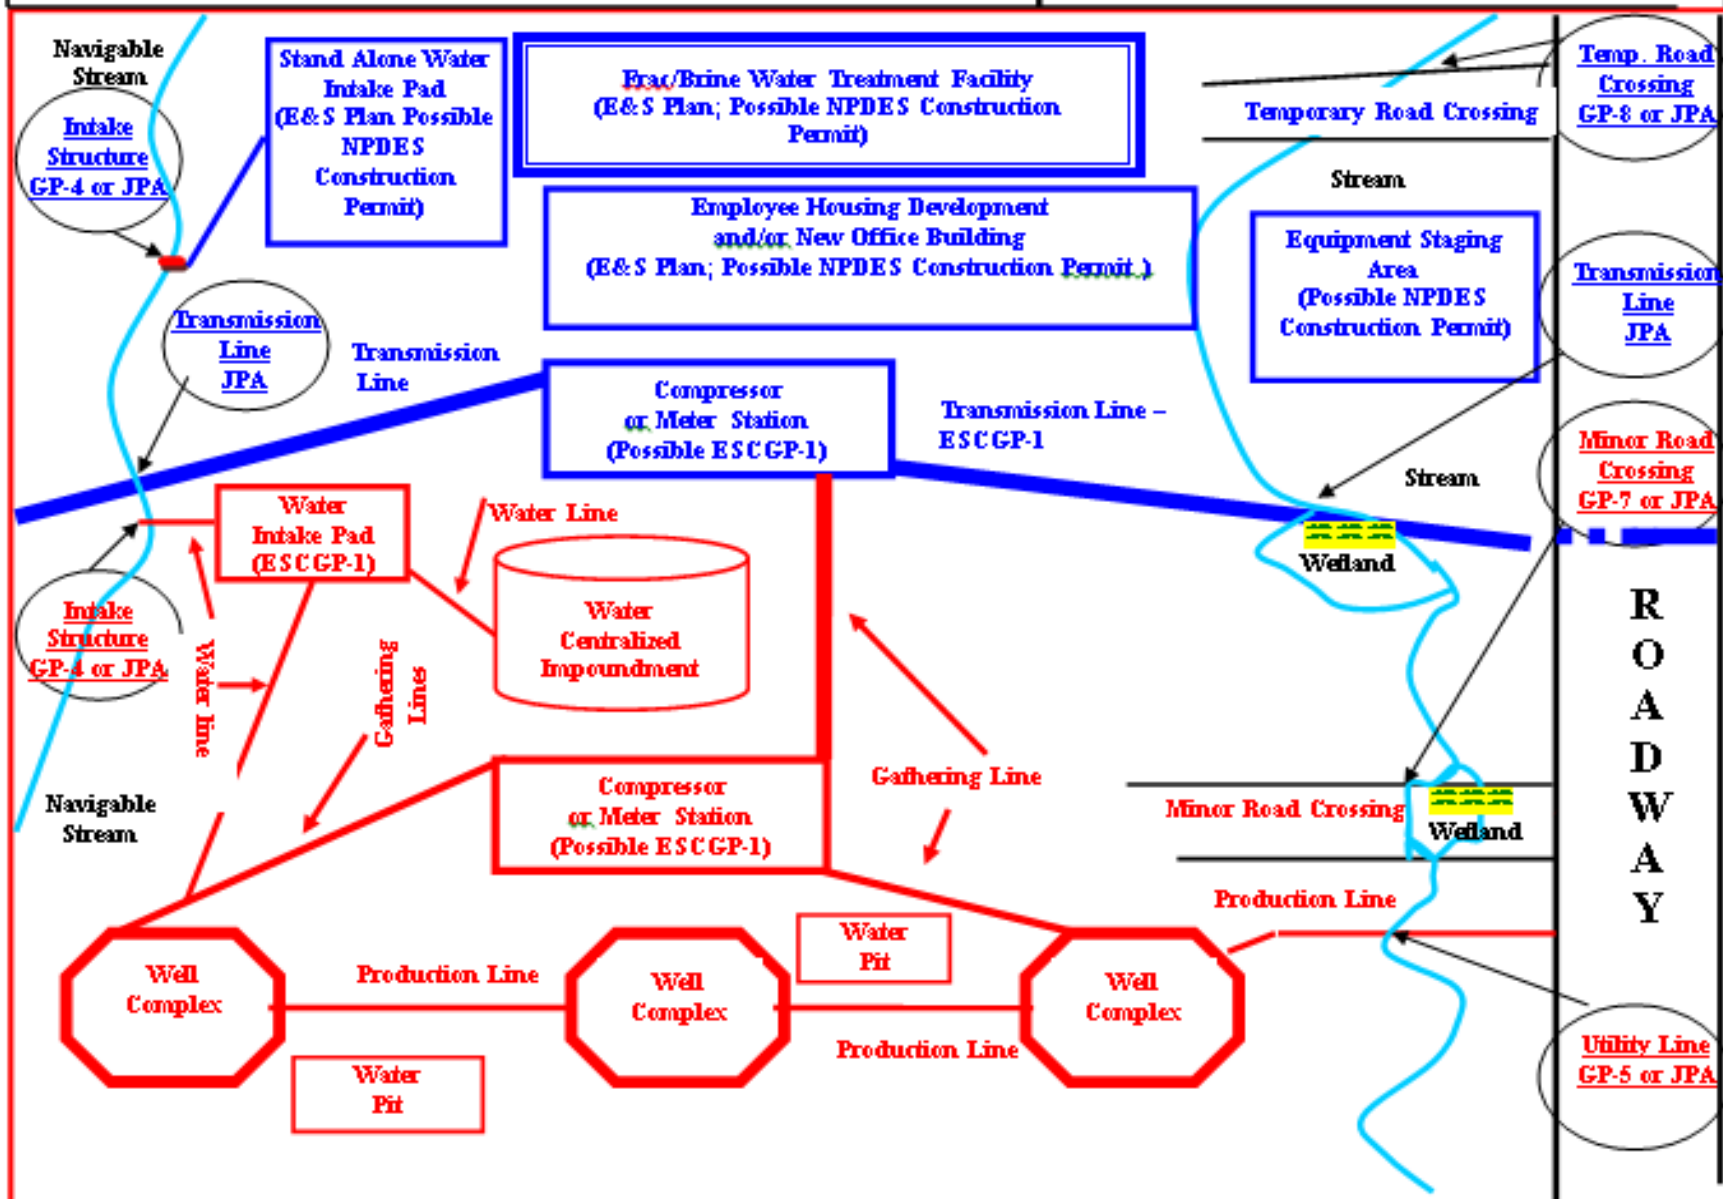 Navigable
Stream
Intake
Structure
GP-4 or JPA
Stand Alone Water
Intake Pad
(E&S Plan Possible
NPDES
Construction
Permit)
Frac/Brine Water Treatment Facility
(E&S Plan; Possible NPDES Construction
Permit)
Temporary Road Crossing
Temp. Road
Crossing
GP-8 or JPA
Stream
Employee Housing Development
and/or New Office Building
(E&S Plan; Possible NPDES Construction Permit )
Equipment Staging
Area
(Possible NPDES
Construction Permit)
Transmission
Line
JPA
Transmission
Line
JPA
Transmission
Line
Compressor
or Meter Station
(Possible ESCGP-1)
Transmission Line –
ESCGP-1
Stream
Minor Road
Crossing
GP-7 or JPA
Water
Intake Pad
(ESCGP-1)
Water Line
Wetland
Water
Centralized
Impoundment
Intake
Structure
GP-4 or JPA
Water line
Gathering
Lines
ROADWAY
Navigable
Stream
Compressor
or Meter Station
(Possible ESCGP-1)
Gathering Line
Minor Road Crossing
Wetland
Production Line
Well
Complex
Production Line
Well
Complex
Water
Pit
Well
Complex
Production Line
Water
Pit
Utility Line
GP-5 or JPA